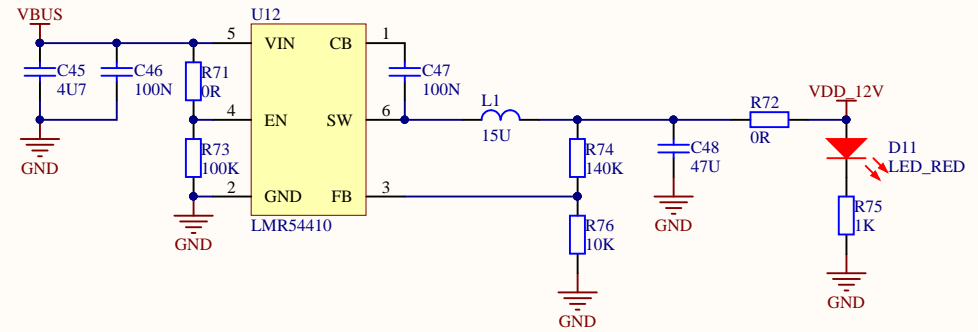 VBUS
U12
5
VIN
CB
1
C45
4U7
C46
100N
R71
0R
C47
100N
4
EN
SW
6
L1
15U
R72
0R
VDD_12V
R73
100K
R74
140K
C48
47U
D11
LED_RED
GND
2
GND
FB
3
LMR54410
GND
R76
10K
GND
R75
1K
GND
GND